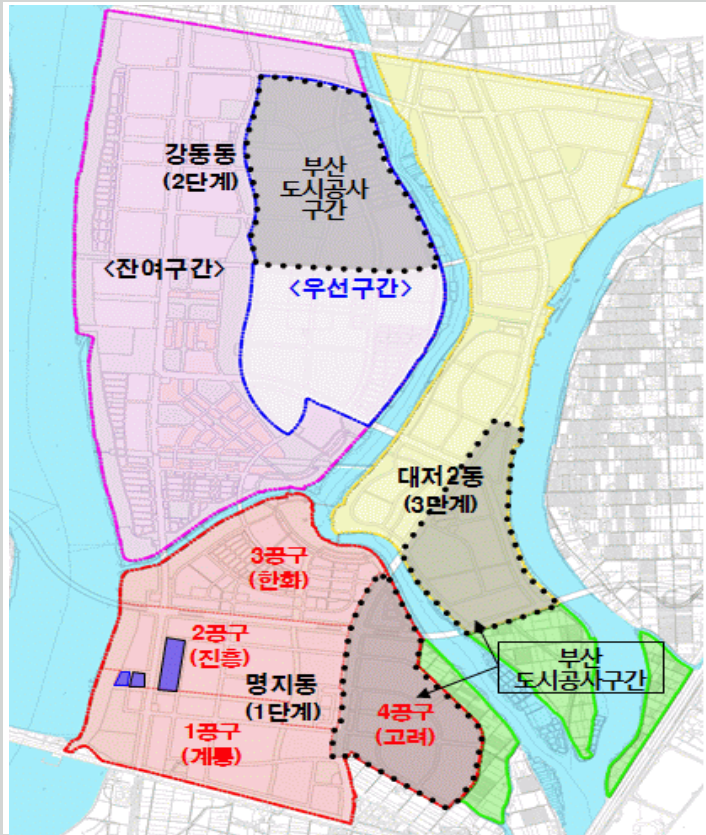 강동동
(2단계)
부산
도시공사
구간
<잔여구간>
<우선구간>
대저2동
(3단계)
3공구
(한화)
2공구
(진흥)
명지동
(1단계)
부산
도시공사구간
1공구
(계룡)
4공구
(고려)